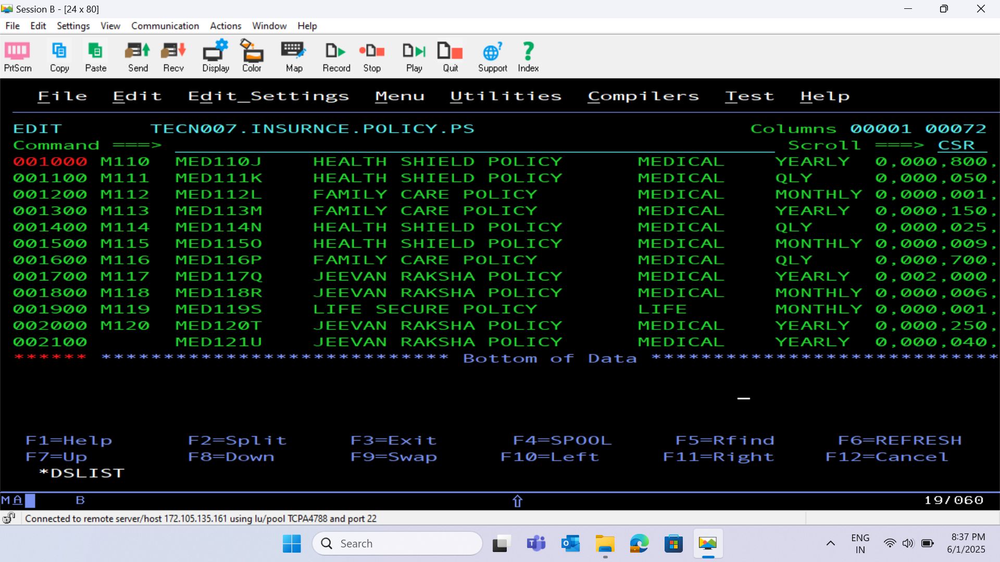 Session B - [24 x 80]
File Edit Settings View Communication Actions Window Help
PrtScrn Copy Paste Send Recv Display Color Map Record Stop Play Quit Support Index
File Edit Edit_Settings Menu Utilities Compilers Test Help
EDIT TECN007.INSURNCE.POLICY.PS Columns 00001 00072
Command ===> Scroll ===> CSR
001000 M110 MED110J HEALTH SHIELD POLICY MEDICAL YEARLY 0,000,800,
001100 M111 MED111K HEALTH SHIELD POLICY MEDICAL QLY 0,000,050,
001200 M112 MED112L FAMILY CARE POLICY MEDICAL MONTHLY 0,000,001,
001300 M113 MED113M FAMILY CARE POLICY MEDICAL YEARLY 0,000,150,
001400 M114 MED114N HEALTH SHIELD POLICY MEDICAL QLY 0,000,025,
001500 M115 MED115O HEALTH SHIELD POLICY MEDICAL MONTHLY 0,000,009,
001600 M116 MED116P FAMILY CARE POLICY MEDICAL QLY 0,000,700,
001700 M117 MED117Q JEEVAN RAKSHA POLICY MEDICAL YEARLY 0,002,000,
001800 M118 MED118R JEEVAN RAKSHA POLICY MEDICAL MONTHLY 0,000,006,
001900 M119 MED119S LIFE SECURE POLICY LIFE MONTHLY 0,000,001,
002000 M120 MED120T JEEVAN RAKSHA POLICY MEDICAL YEARLY 0,000,250,
002100 MED121U JEEVAN RAKSHA POLICY MEDICAL YEARLY 0,000,040,
****** **************************** Bottom of Data ****************************
F1=Help F2=Split F3=Exit F4=SPOOL F5=Rfind F6=REFRESH
F7=Up F8=Down F9=Swap F10=Left F11=Right F12=Cancel
*DSLIST
MA B 19/060
Connected to remote server/host 172.105.135.161 using lu/pool TCPA4788 and port 22
Search
ENG
IN
8:37 PM
6/1/2025